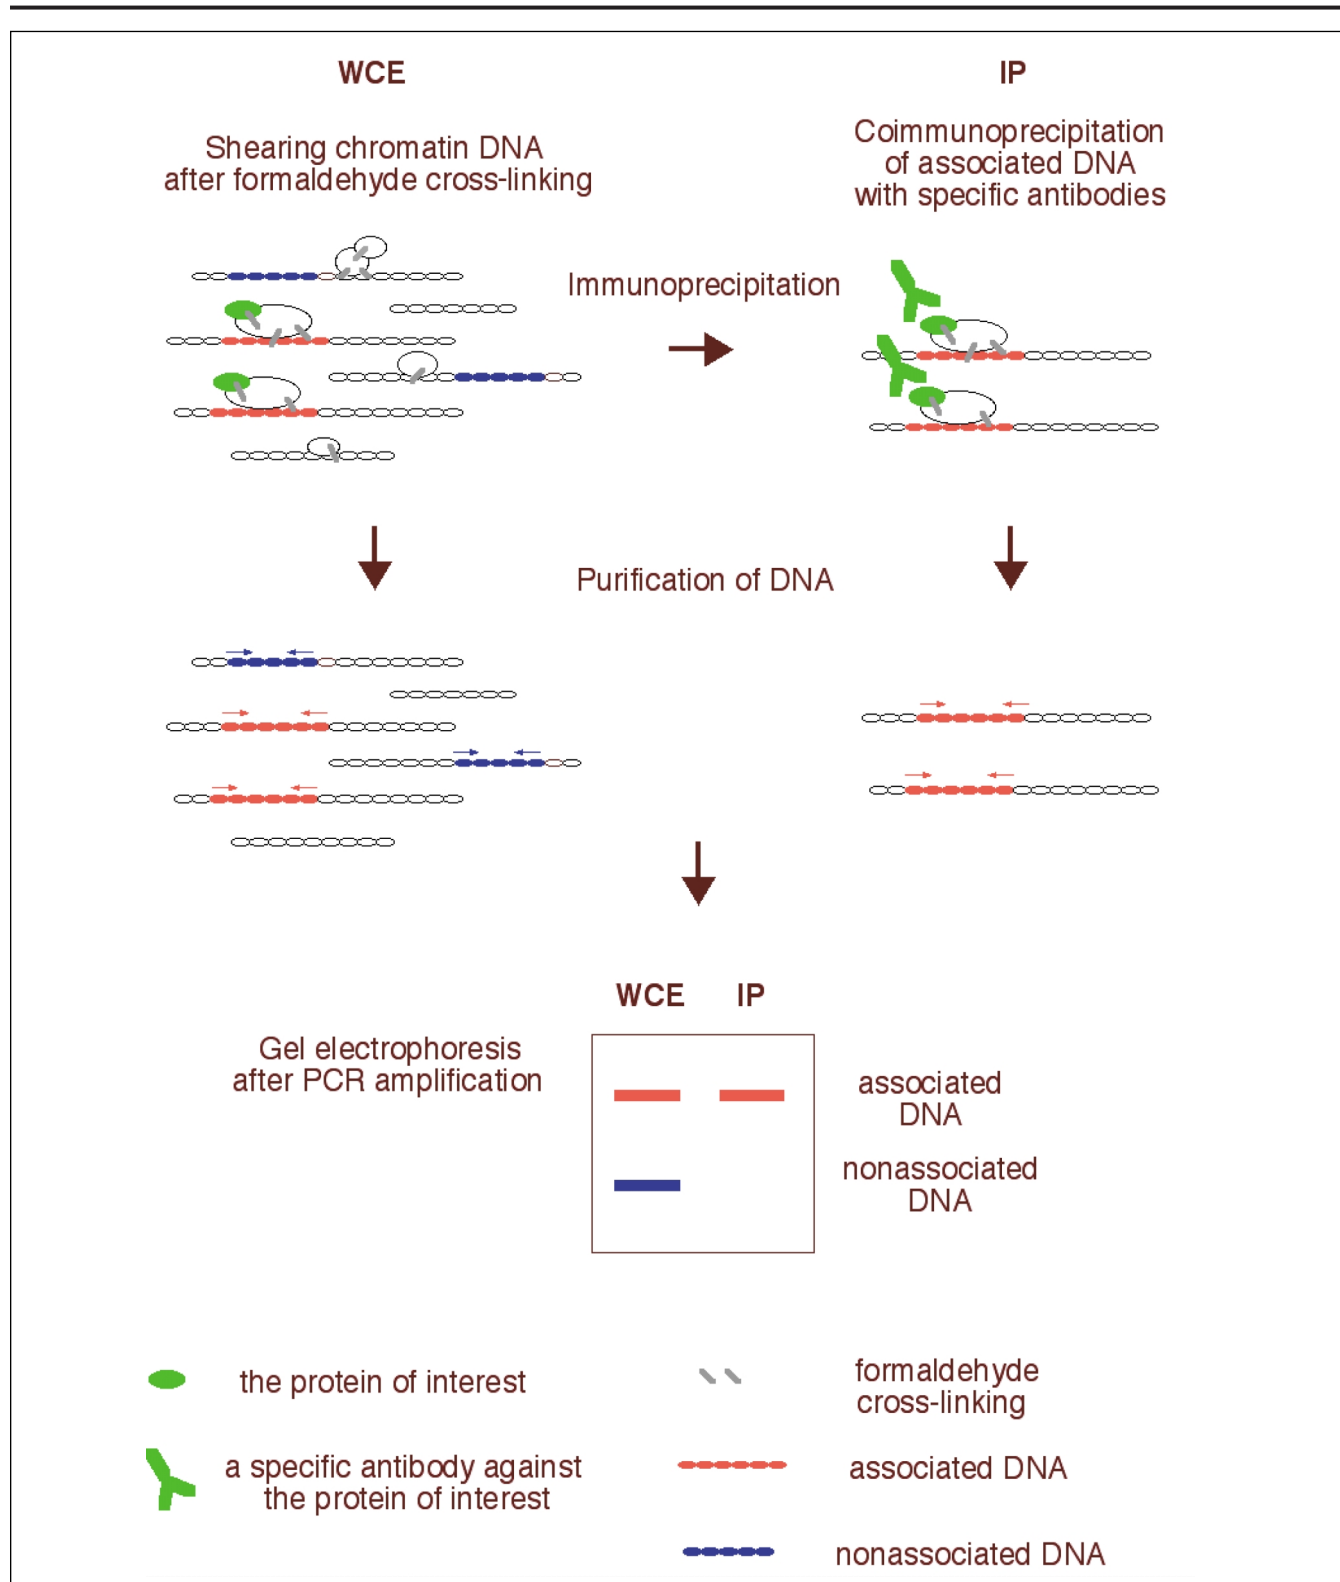 WCE
IP
Shearing chromatin DNA
after formaldehyde cross-linking
Coimmunoprecipitation
of associated DNA
with specific antibodies
Immunoprecipitation
Purification of DNA
WCE IP
Gel electrophoresis
after PCR amplification
associated
DNA
nonassociated
DNA
the protein of interest
formaldehyde
cross-linking
a specific antibody against
the protein of interest
associated DNA
nonassociated DNA